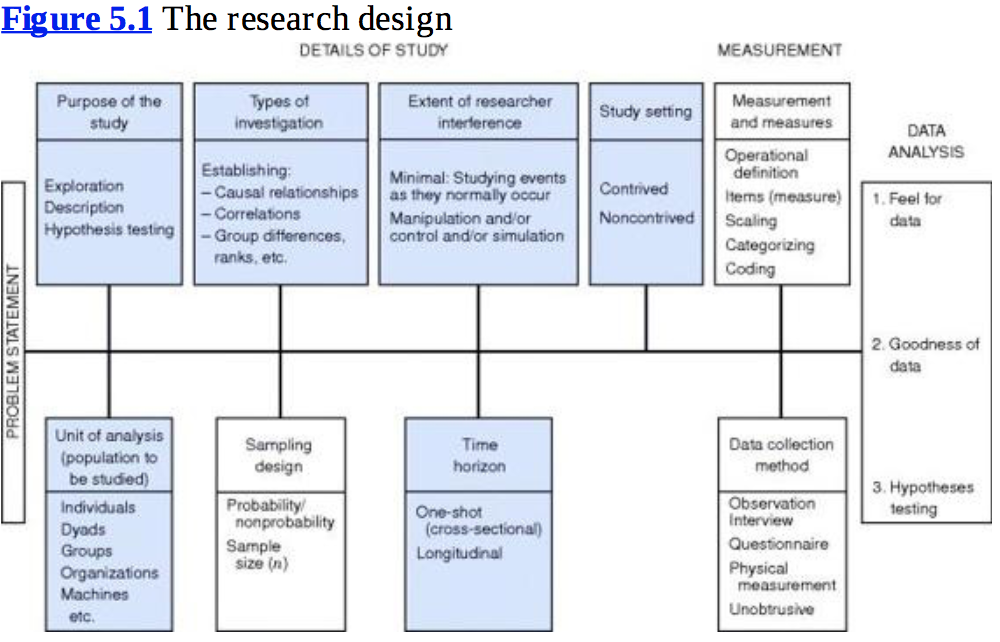 Figure 5.1 The research design
DETAILS OF STUDY
MEASUREMENT
Purpose of the
study
Exploration
Description
Hypothesis testing
Types of
investigation
Establishing:
– Causal relationships
– Correlations
– Group differences,
ranks, etc.
Extent of researcher
interference
Minimal: Studying events
as they normally occur
Manipulation and/or
control and/or simulation
Study setting
Contrived
Noncontrived
Measurement
and measures
Operational
definition
Items (measure)
Scaling
Categorizing
Coding
DATA
ANALYSIS
1. Feel for
data
2. Goodness of
data
3. Hypotheses
testing
PROBLEM STATEMENT
Unit of analysis
(population to
be studied)
Individuals
Dyads
Groups
Organizations
Machines
etc.
Sampling
design
Probability/
nonprobability
Sample
size (n)
Time
horizon
One-shot
(cross-sectional)
Longitudinal
Data collection
method
Observation
Interview
Questionnaire
Physical
measurement
Unobtrusive